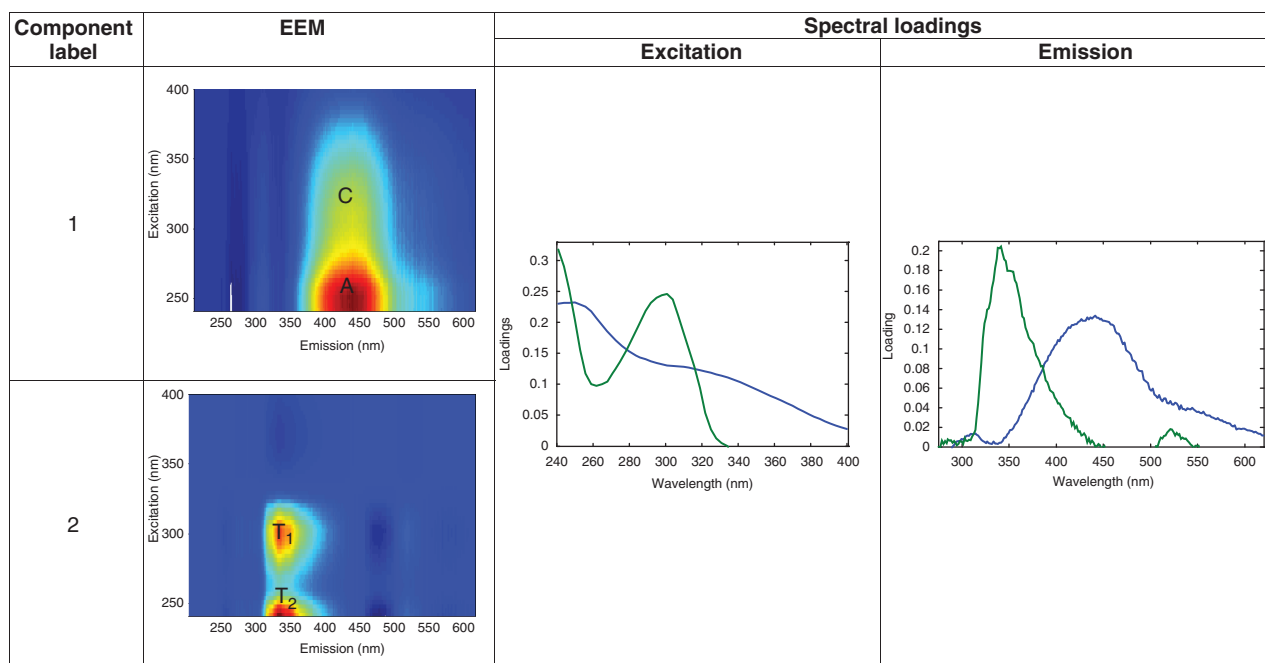 Component label
EEM
Spectral loadings
Excitation
Emission
1
400
350
300
250
Excitation (nm)
C
A
250 300 350 400 450 500 550 600
Emission (nm)
2
400
350
300
250
Excitation (nm)
T1
T2
250 300 350 400 450 500 550 600
Emission (nm)
0.3
0.25
0.2
0.15
0.1
0.05
0
Loadings
240 260 280 300 320 340 360 380 400
Wavelength (nm)
0.2
0.18
0.16
0.14
0.12
0.1
0.08
0.06
0.04
0.02
0
Loading
300 350 400 450 500 550 600
Wavelength (nm)